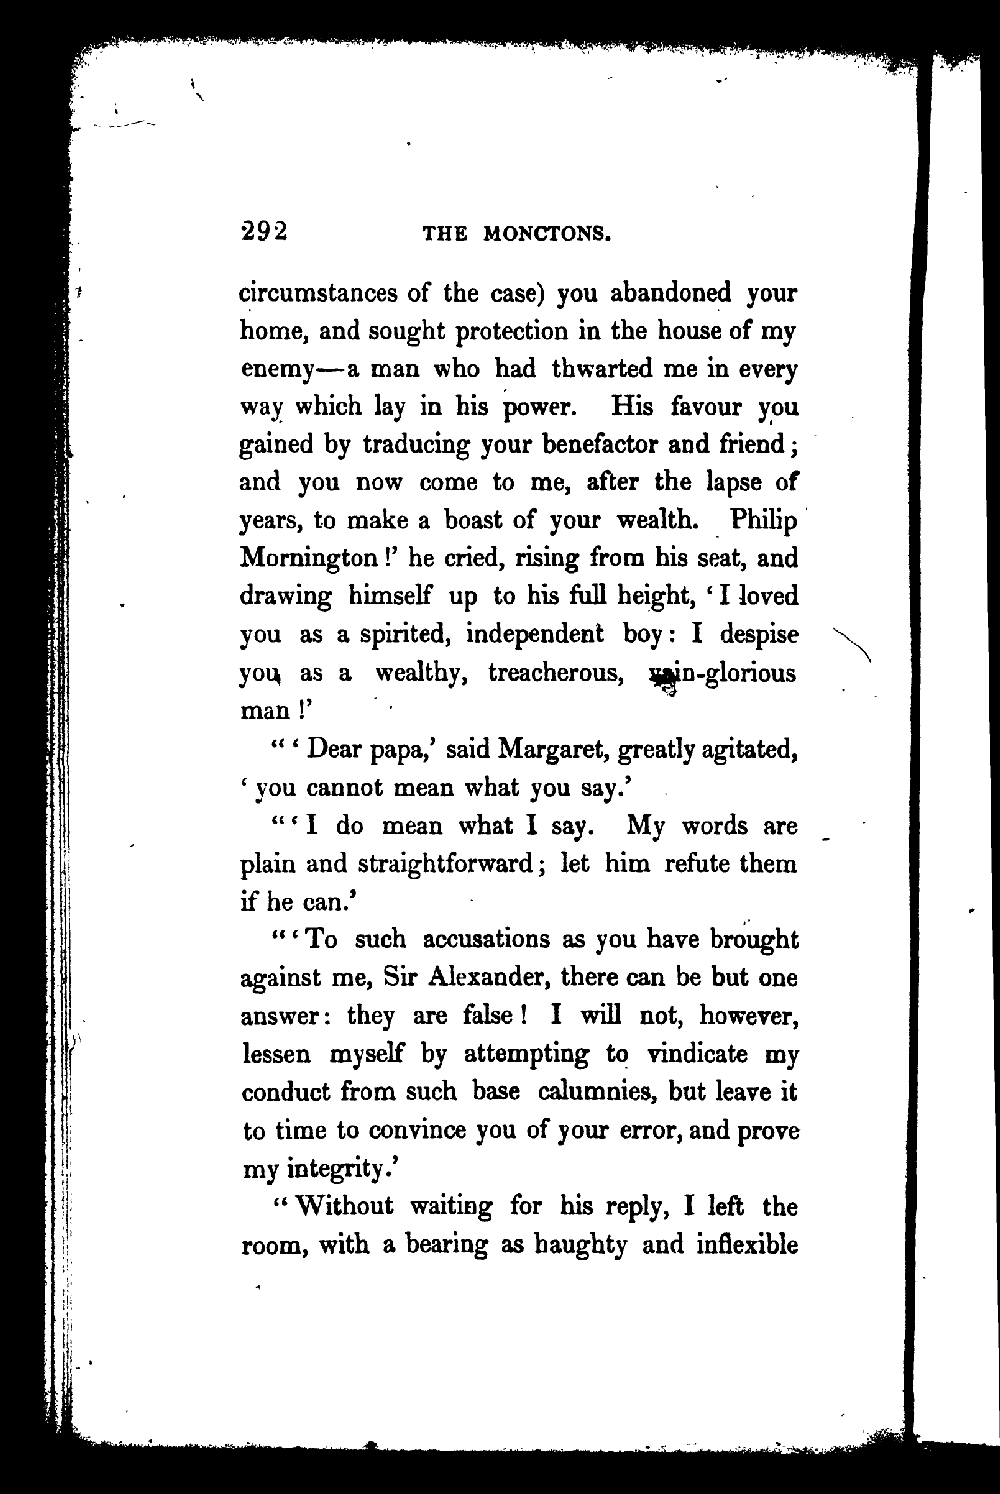 292 THE MONCTONS.
circumstances of the case) you abandoned your
home, and sought protection in the house of my
enemy—a man who had thwarted me in every
way which lay in his power. His favour you
gained by traducing your benefactor and friend;
and you now come to me, after the lapse of
years, to make a boast of your wealth. Philip
Mornington!' he cried, rising from his seat, and
drawing himself up to his full height, 'I loved
you as a spirited, independent boy: I despise
you as a wealthy, treacherous, vain-glorious
man!'
"'Dear papa,' said Margaret, greatly agitated,
'you cannot mean what you say.'
"'I do mean what I say. My words are
plain and straightforward; let him refute them
if he can.'
"'To such accusations as you have brought
against me, Sir Alexander, there can be but one
answer: they are false! I will not, however,
lessen myself by attempting to vindicate my
conduct from such base calumnies, but leave it
to time to convince you of your error, and prove
my integrity.'
"Without waiting for his reply, I left the
room, with a bearing as haughty and inflexible